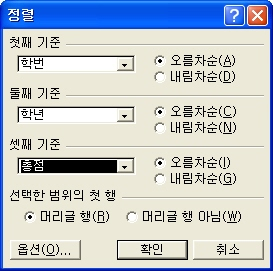 정렬
첫째 기준
학번
오름차순(A)
내림차순(D)
둘째 기준
학년
오름차순(C)
내림차순(N)
셋째 기준
총점
오름차순(I)
내림차순(G)
선택한 범위의 첫 행
머리글 행(R) 머리글 행 아님(W)
옵션(O)... 확인 취소